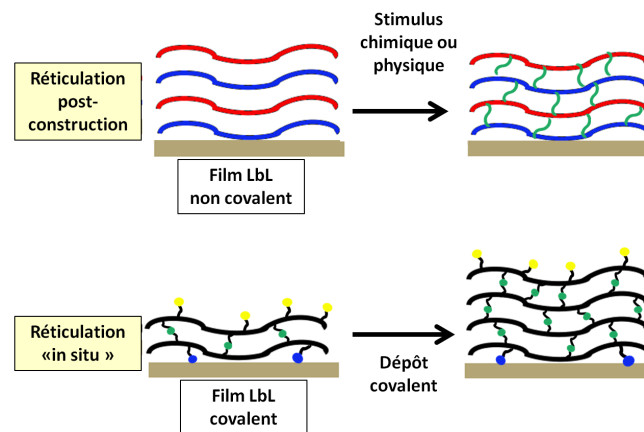 Réticulation
post-
construction
Stimulus
chimique ou
physique
Film LbL
non covalent
Réticulation
«in situ »
Dépôt
covalent
Film LbL
covalent